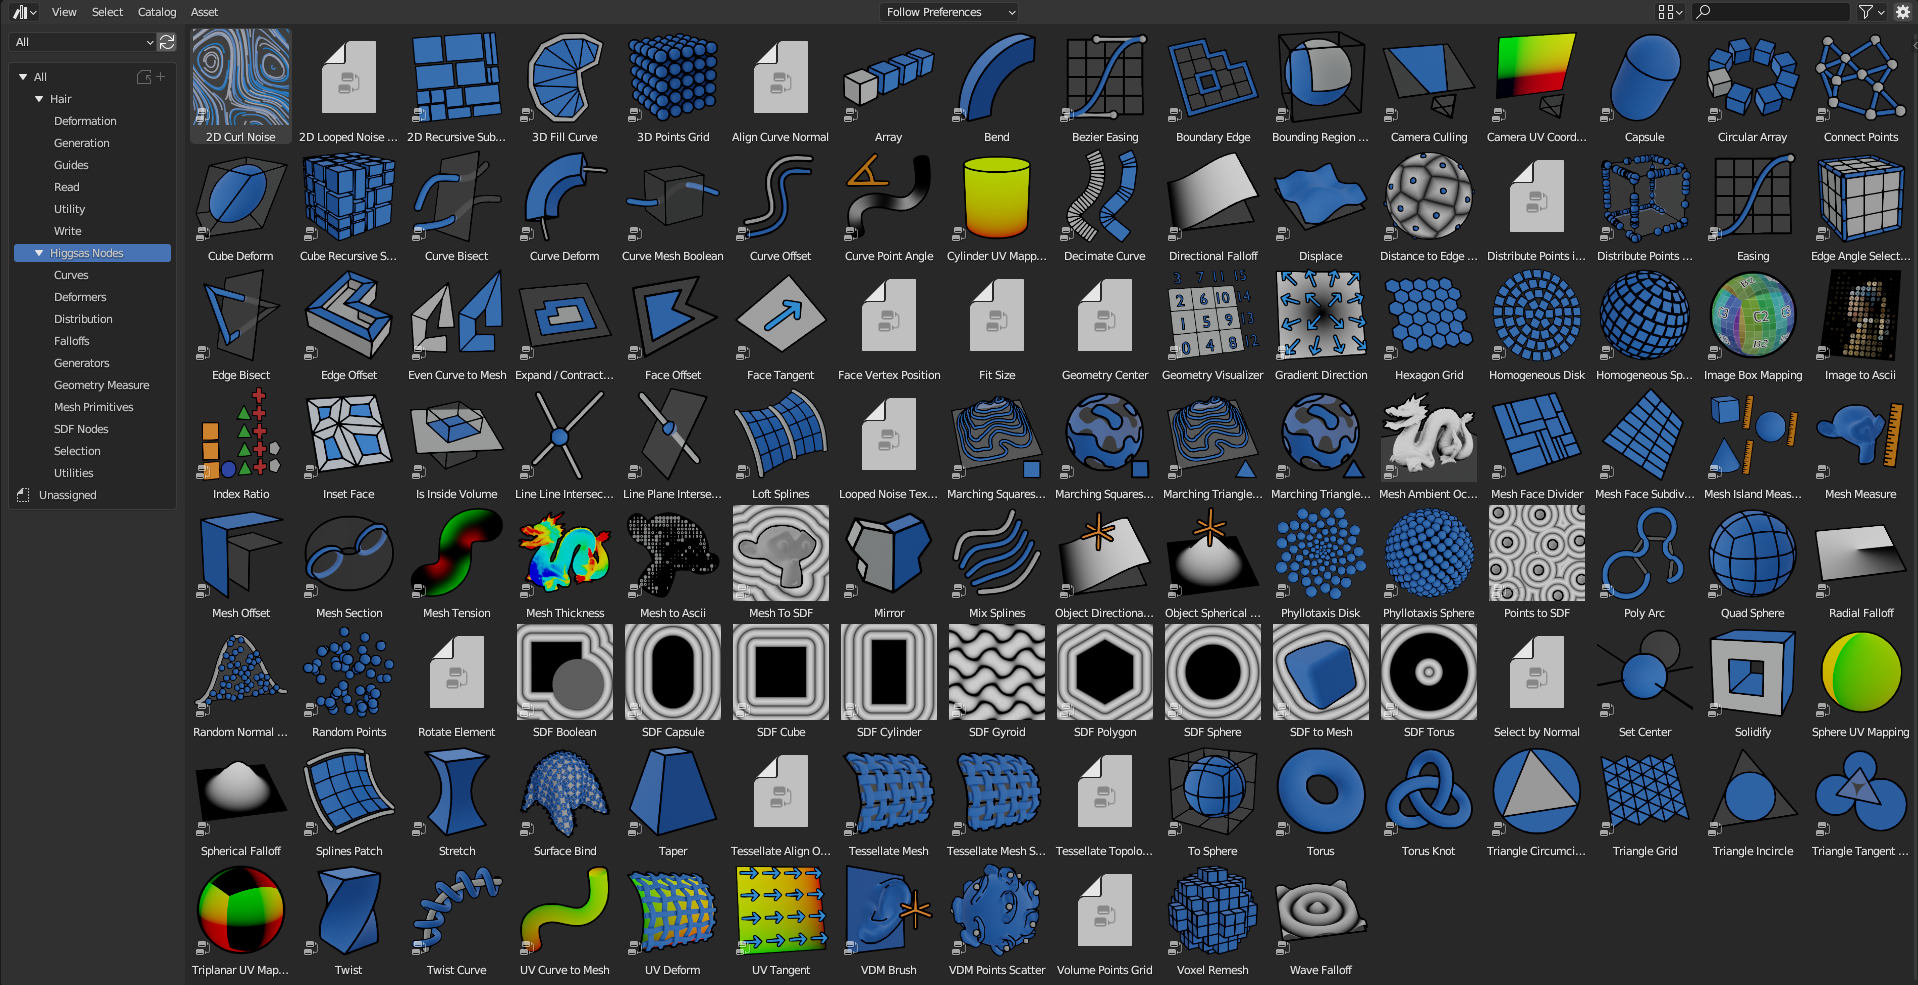 View Select Catalog Asset
Follow Preferences
All
All
Hair
Deformation
Generation
Guides
Read
Utility
Write
Higgsas Nodes
Curves
Deformers
Distribution
Falloffs
Generators
Geometry Measure
Mesh Primitives
SDF Nodes
Selection
Utilities
Unassigned
2D Curl Noise 2D Looped Noise ... 2D Recursive Sub... 3D Fill Curve 3D Points Grid Align Curve Normal Array Bend Bezier Easing Boundary Edge Bounding Region ... Camera Culling Camera UV Coord... Capsule Circular Array Connect Points
Cube Deform Cube Recursive S... Curve Bisect Curve Deform Curve Mesh Boolean Curve Offset Curve Point Angle Cylinder UV Mapp... Decimate Curve Directional Falloff Displace Distance to Edge ... Distribute Points i... Distribute Points ... Easing Edge Angle Select...
Edge Bisect Edge Offset Even Curve to Mesh Expand / Contract... Face Offset Face Tangent Face Vertex Position Fit Size Geometry Center Geometry Visualizer Gradient Direction Hexagon Grid Homogeneous Disk Homogeneous Sp... Image Box Mapping Image to Ascii
Index Ratio Inset Face Is Inside Volume Line Line Intersec... Line Plane Interse... Loft Splines Looped Noise Tex... Marching Squares... Marching Squares... Marching Triangle... Marching Triangle... Mesh Ambient Oc... Mesh Face Divider Mesh Face Subdiv... Mesh Island Meas... Mesh Measure
Mesh Offset Mesh Section Mesh Tension Mesh Thickness Mesh to Ascii Mesh To SDF Mirror Mix Splines Object Directiona... Object Spherical ... Phyllotaxis Disk Phyllotaxis Sphere Points to SDF Poly Arc Quad Sphere Radial Falloff
Random Normal ... Random Points Rotate Element SDF Boolean SDF Capsule SDF Cube SDF Cylinder SDF Gyroid SDF Polygon SDF Sphere SDF to Mesh SDF Torus Select by Normal Set Center Solidify Sphere UV Mapping
Spherical Falloff Splines Patch Stretch Surface Bind Taper Tessellate Align O... Tessellate Mesh Tessellate Mesh S... Tessellate Topolo... To Sphere Torus Torus Knot Triangle Circumci... Triangle Grid Triangle Incircle Triangle Tangent ...
Triplanar UV Map... Twist Twist Curve UV Curve to Mesh UV Deform UV Tangent VDM Brush VDM Points Scatter Volume Points Grid Voxel Remesh Wave Falloff